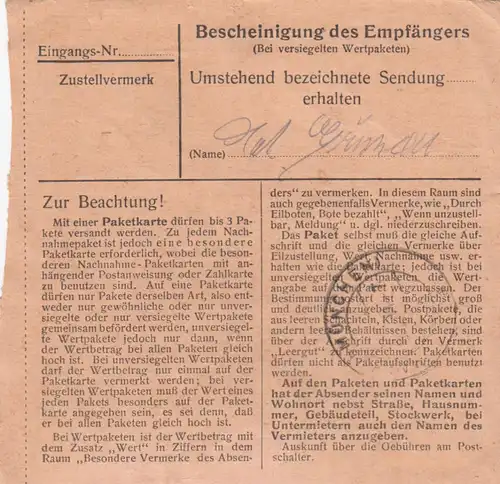 Eingangs-Nr.
Zustellvermerk
Bescheinigung des Empfängers
(Bei versiegelten Wertpaketen)
Umstehend bezeichnete Sendung
erhalten
(Name)
Zur Beachtung!
Mit einer Paketkarte dürfen bis 3 Pa-
kete versandt werden. Zu jedem Nach-
nahmepaket ist jedoch eine besondere
Paketkarte erforderlich, wobei die beson-
deren Nachnahme - Paketkarten mit an-
hängender Postanweisung oder Zahlkarte
zu benutzen sind. Auf eine Paketkarte
dürfen nur Pakete derselben Art, also ent-
weder nur gewöhnliche oder nur unver-
siegelte oder nur versiegelte Wertpakete
gemeinsam befördert werden, unversiegel-
te Wertpakete jedoch nur dann, wenn
der Wertbetrag bei allen Paketen gleich
hoch ist. Bei unversiegelten Wertpaketen
darf der Wertbetrag nur einmal auf der
Paketkarte vermerkt werden; bei ver-
siegelten Wertpaketen muß der Wert eines
jeden Pakets besonders auf der Paket-
karte angegeben sein, es sei denn, daß
er bei allen Paketen gleich hoch ist.
Bei Wertpaketen ist der Wertbetrag mit
dem Zusatz „Wert" in Ziffern in dem
Raum „Besondere Vermerke des Absen-
ders" zu vermerken. In diesem Raum sind
auch gegebenenfalls Vermerke, wie „Durch
Eilboten, Bote bezahlt", „Wenn unzustell-
bar, Meldung" u. dgl. niederzuschreiben.
Das Paket selbst muß die gleiche Auf-
schrift und die gleichen Vermerke über
Eilzustellung, Wert, Nachnahme usw. er-
halten wie die Paketkarte; jedoch ist bei
unversiegelten Wertpaketen, die Wert-
angabe auf dem Paket wegzulassen. Der
Bestimmungsort ist möglichst groß
und deutlich anzugeben. Postpakete, die
aus leeren Kisteln, Kisten, Körben oder
andern leeren Behältnissen bestehen, sind
über der Aufschrift durch den Vermerk
„Leergut" zu kennzeichnen. Paketkarten
dürfen nicht als Paketaufschriften benutzt
werden.
Auf den Paketen und Paketkarten
hat der Absender seinen Namen und
Wohnort nebst Straße, Hausnum-
mer, Gebäudeteil, Stockwerk, bei
Untermietern auch den Namen des
Vermieters anzugeben.
Auskunft über die Gebühren am Post-
schalter.